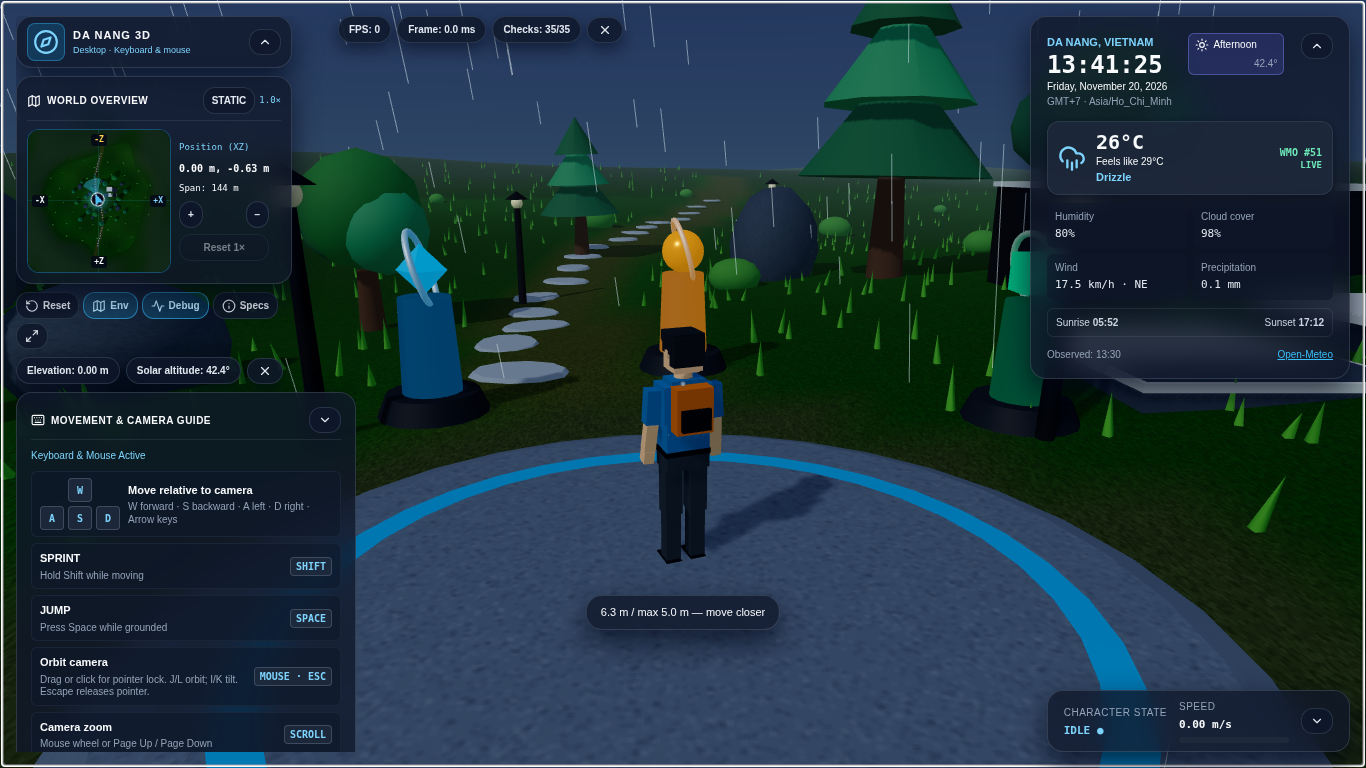 DA NANG 3D
Desktop · Keyboard & mouse
FPS: 0
Frame: 0.0 ms
Checks: 35/35
WORLD OVERVIEW
STATIC
1.0×
-Z
-X
+X
+Z
Position (XZ)
0.00 m, -0.63 m
Span: 144 m
+
−
Reset 1×
Reset
Env
Debug
Specs
Elevation: 0.00 m
Solar altitude: 42.4°
MOVEMENT & CAMERA GUIDE
Keyboard & Mouse Active
W
A
S
D
Move relative to camera
W forward · S backward · A left · D right ·
Arrow keys
SPRINT
Hold Shift while moving
SHIFT
JUMP
Press Space while grounded
SPACE
Orbit camera
Drag or click for pointer lock. J/L orbit; I/K tilt.
Escape releases pointer.
MOUSE · ESC
Camera zoom
Mouse wheel or Page Up / Page Down
SCROLL
6.3 m / max 5.0 m — move closer
DA NANG, VIETNAM
13:41:25
Friday, November 20, 2026
GMT+7 · Asia/Ho_Chi_Minh
Afternoon
42.4°
26°C
Feels like 29°C
Drizzle
WMO #51
LIVE
Humidity
80%
Cloud cover
98%
Wind
17.5 km/h · NE
Precipitation
0.1 mm
Sunrise 05:52
Sunset 17:12
Observed: 13:30
Open-Meteo
CHARACTER STATE
IDLE
SPEED
0.00 m/s